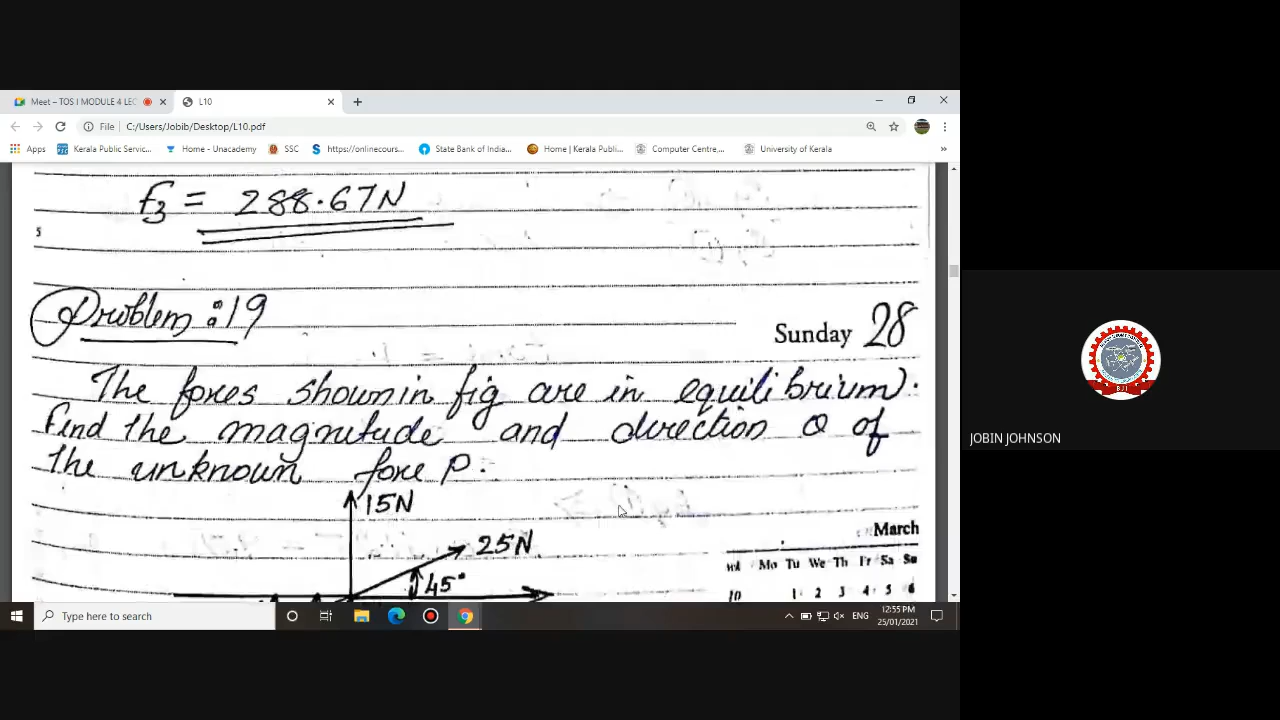 Meet – TOS I MODULE 4 LEC
L10
File
C:/Users/Jobib/Desktop/L10.pdf
Apps
Kerala Public Servic...
Home - Unacademy
SSC
https://onlinecours...
State Bank of India...
Home | Kerala Publi...
Computer Centre,...
University of Kerala
f3 = 288.67N
5
Problem : 19
Sunday 28
The forces shown in fig are in equilibrium.
Find the magnitude and direction θ of
the unknown force P.
15N
25N
45°
March
Mo Tu We Th Fr Sa Su
10 1 2 3 4 5 6
JOBIN JOHNSON
BJI
Type here to search
ENG
12:55 PM
25/01/2021